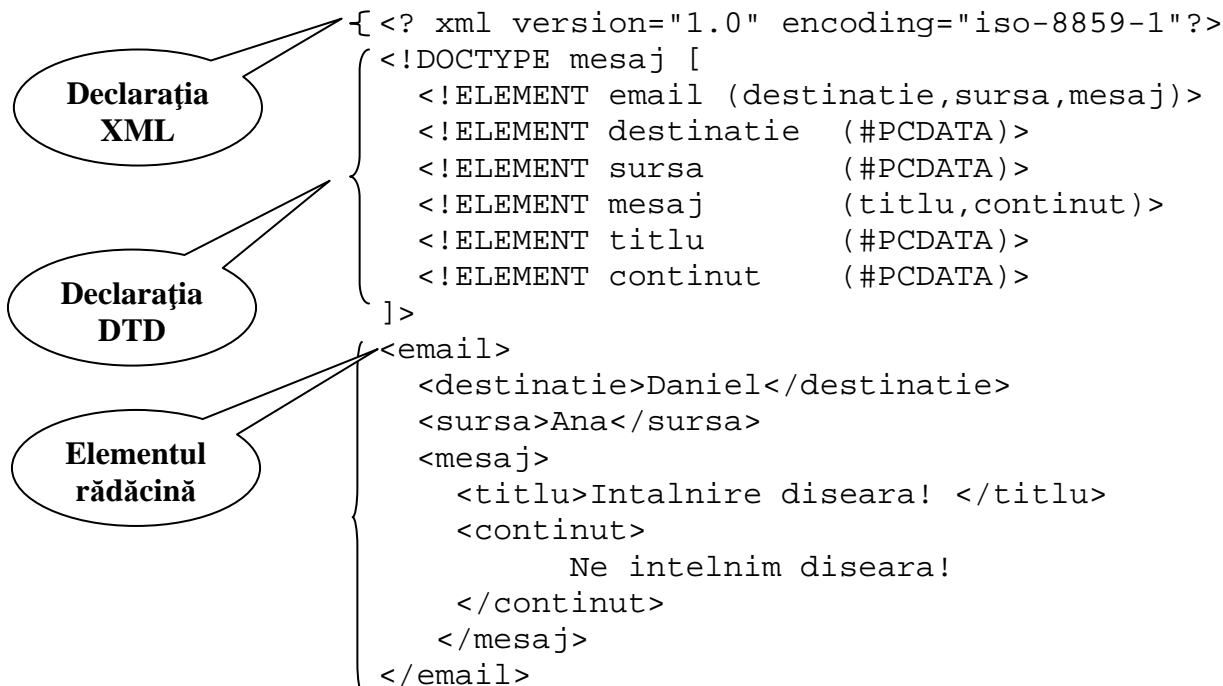 <? xml version="1.0" encoding="iso-8859-1"?>
<!DOCTYPE mesaj [
<!ELEMENT email (destinatie,sursa,mesaj)>
<!ELEMENT destinatie (#PCDATA)>
<!ELEMENT sursa (#PCDATA)>
<!ELEMENT mesaj (titlu,continut)>
<!ELEMENT titlu (#PCDATA)>
<!ELEMENT continut (#PCDATA)>
]>
<email>
<destinatie>Daniel</destinatie>
<sursa>Ana</sursa>
<mesaj>
<titlu>Intalnire diseara! </titlu>
<continut>
Ne intelnim diseara!
</continut>
</mesaj>
</email>
Declaraţia
XML
Declaraţia
DTD
Elementul
rădăcină